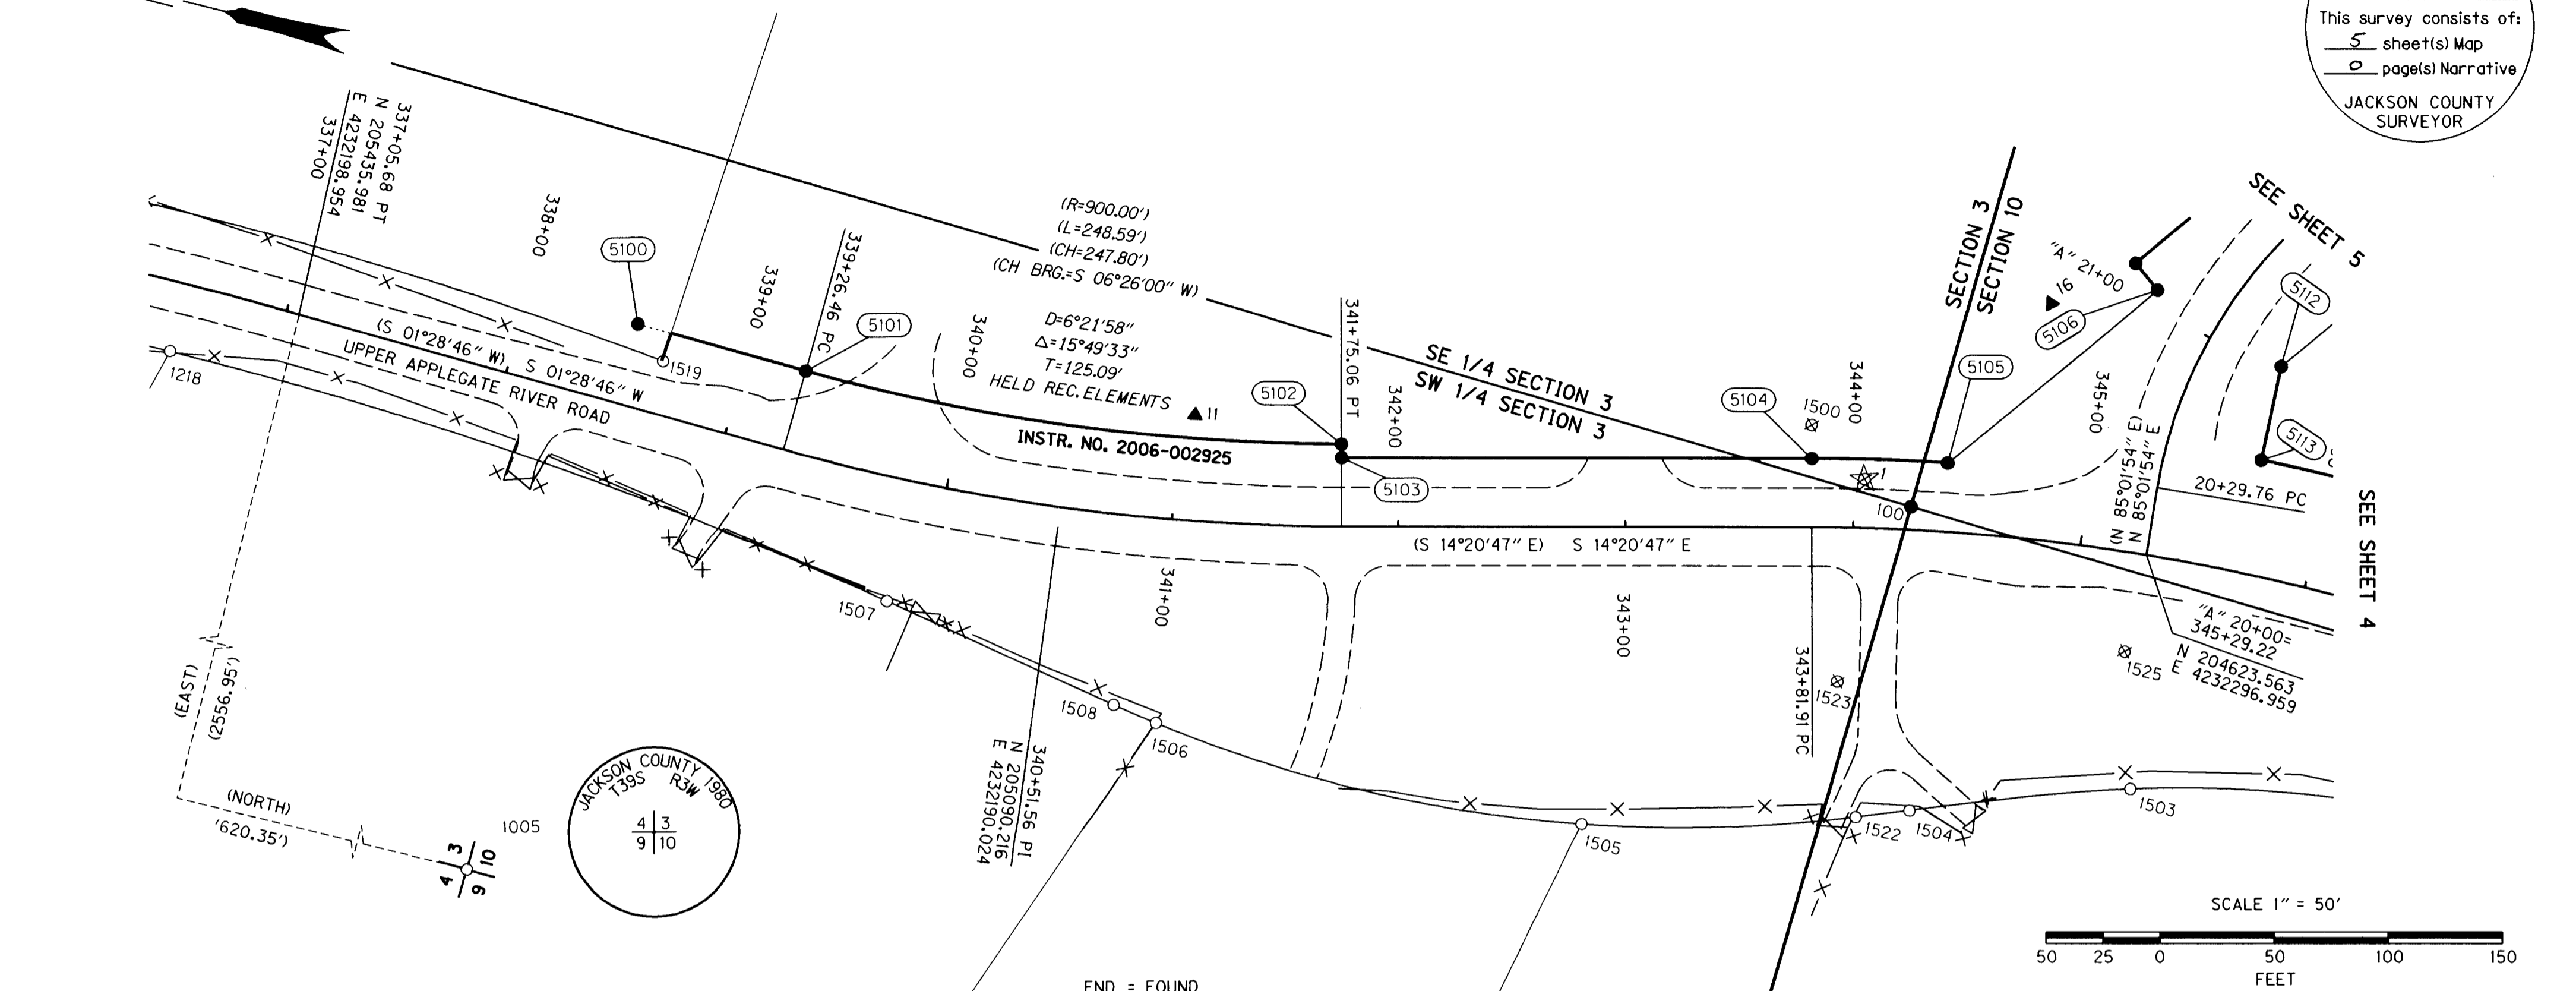 This survey consists of:
5 sheet(s) Map
0 page(s) Narrative
JACKSON COUNTY
SURVEYOR
337+05.68 PT
N 205435.981
E 4232198.954
337+00
338+00
5100
339+00
339+26.46 PC
5101
(R=900.00')
(L=248.59')
(CH=247.80')
(CH BRG.=S 06°26'00" W)
D=6°21'58"
Δ=15°49'33"
T=125.09'
HELD REC. ELEMENTS
340+00
11
INSTR. NO. 2006-002925
341+75.06 PT
5102
5103
342+00
SE 1/4 SECTION 3
SW 1/4 SECTION 3
5104
1500
344+00
1
100
5105
SECTION 3
SECTION 10
"A" 21+00
16
5106
SEE SHEET 5
5112
5113
345+00
(N 85°01'54" E)
N 85°01'54" E
20+29.76 PC
SEE SHEET 4
(S 01°28'46" W) S 01°28'46" W
UPPER APPLEGATE RIVER ROAD
1519
1218
(S 14°20'47" E) S 14°20'47" E
1507
341+00
343+00
343+81.91 PC
1523
1525
"A" 20+00=
345+29.22
N 204623.563
E 4232296.959
(EAST)
(2556.95')
(NORTH)
'620.35')
3 10
4 9
1005
JACKSON COUNTY 1980
T39S R3W
4 3
9 10
1508
1506
340+51.56 PI
N 205090.216
E 4232190.024
1505
1522
1504
1503
SCALE 1" = 50'
50 25 0 50 100 150
FEET
FND = FOUND